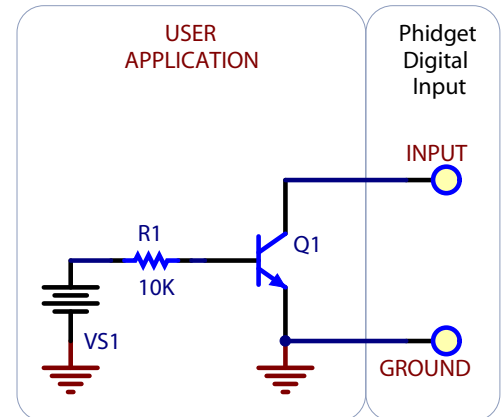 USER
APPLICATION
Phidget
Digital
Input
INPUT
R1
Q1
10K
VS1
GROUND